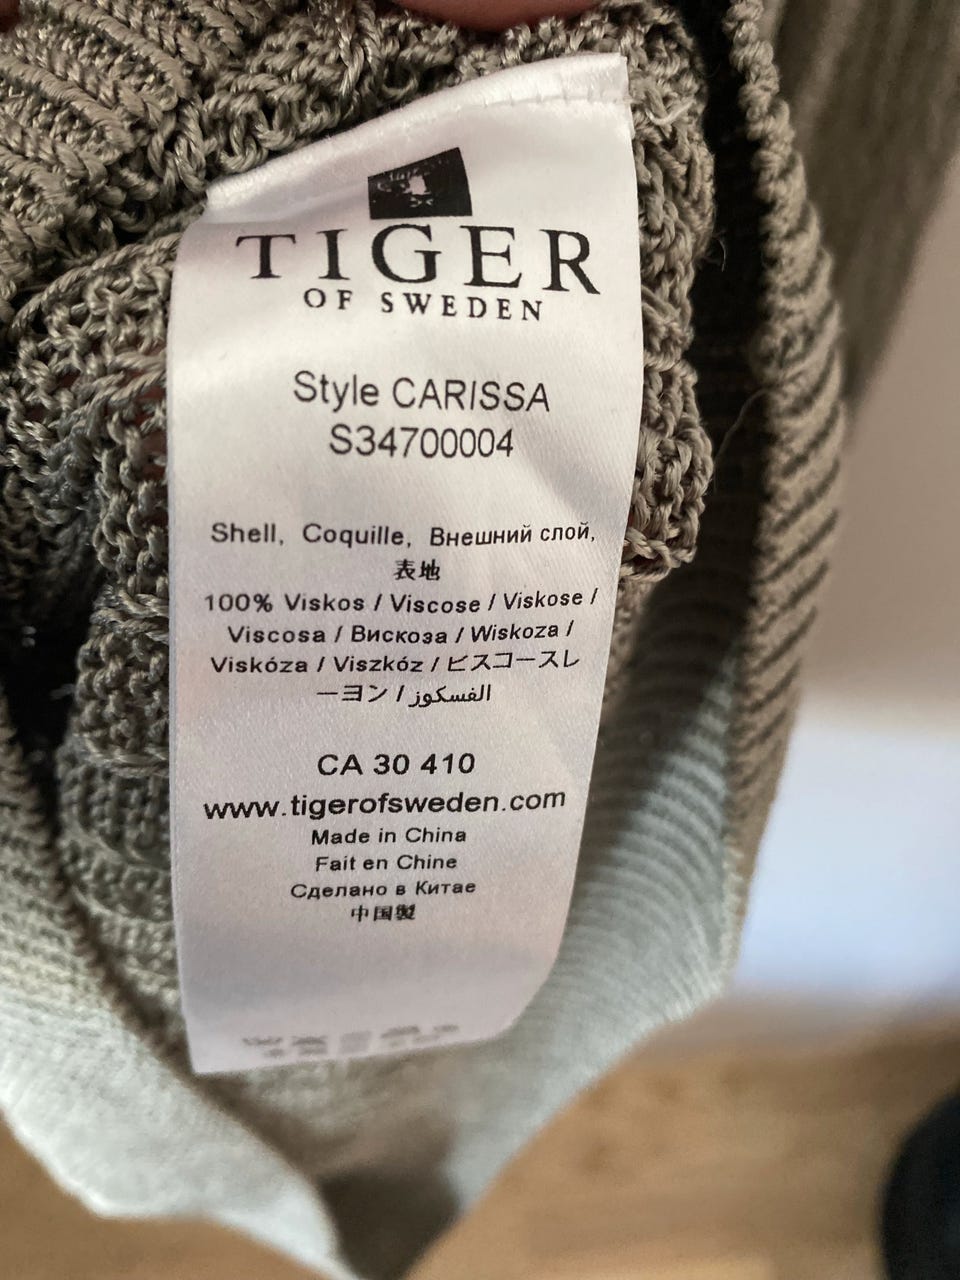 TIGER
OF SWEDEN
Style CARISSA
S34700004
Shell, Coquille, Внешний слой,
表地
100% Viskos / Viscose / Viskose /
Viscosa / Вискоза / Wiskoza /
Viskóza / Viszkóz / ビスコースレ
ーヨン / الفسكوز
CA 30 410
www.tigerofsweden.com
Made in China
Fait en Chine
Сделано в Китае
中国製